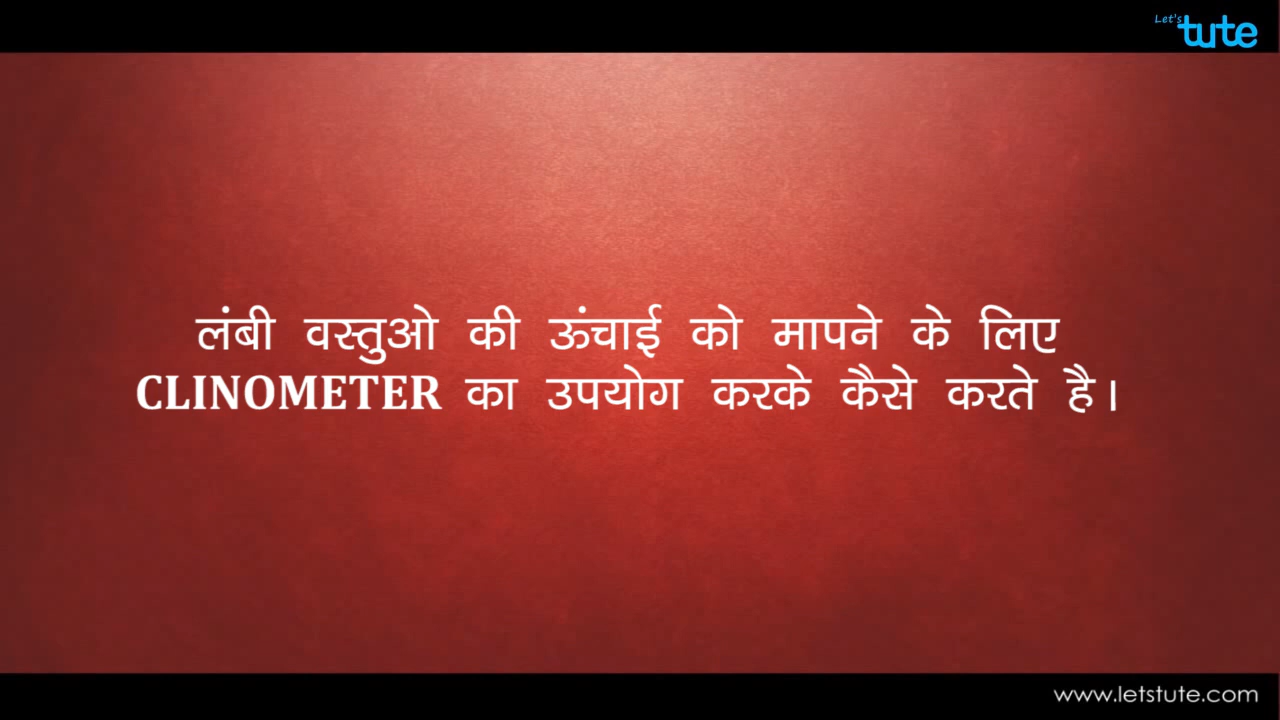 Let's
tute
लंबी वस्तुओ की ऊंचाई को मापने के लिए
CLINOMETER का उपयोग करके कैसे करते है।
www.letstute.com